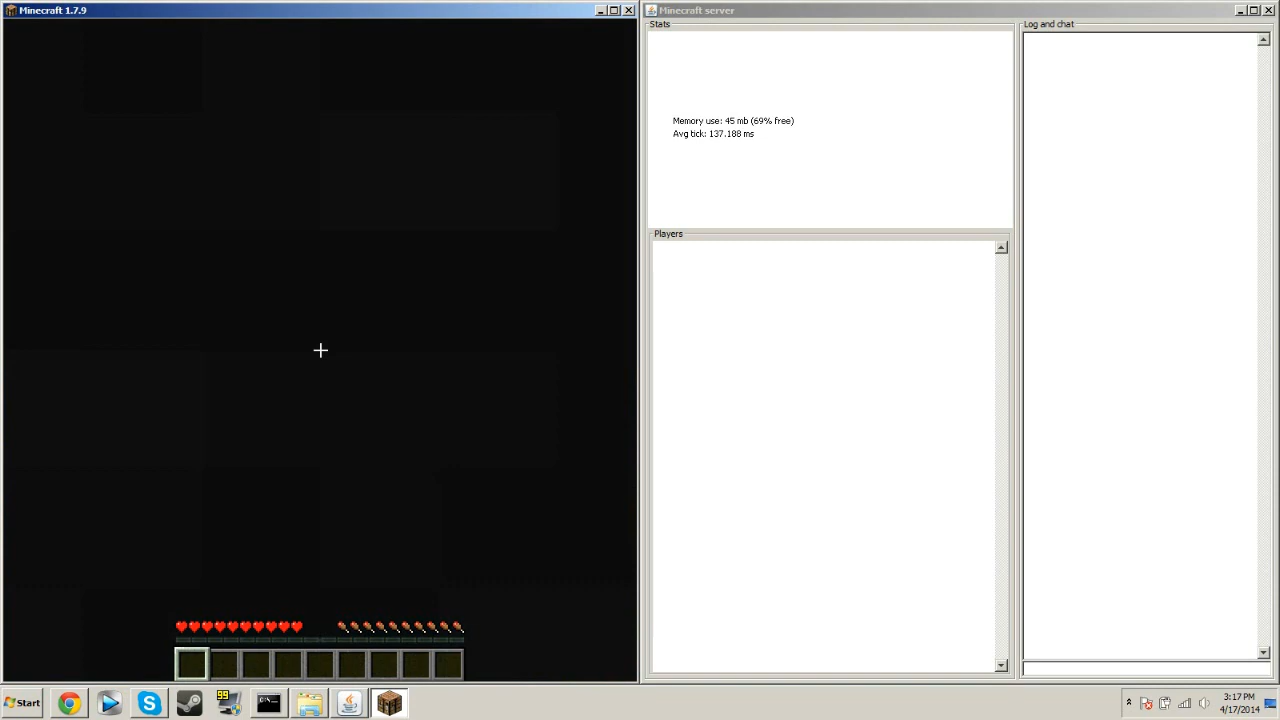 Minecraft 1.7.9
Minecraft server
Stats
Memory use: 45 mb (69% free)
Avg tick: 137.188 ms
Players
Log and chat
Start
99
3:17 PM
4/17/2014